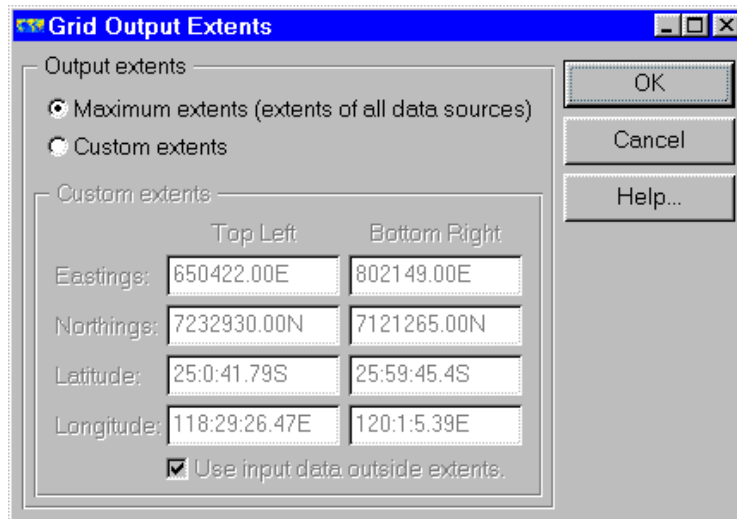 Grid Output Extents
Output extents
Maximum extents (extents of all data sources)
Custom extents
OK
Cancel
Help...
Custom extents
Top Left Bottom Right
Eastings: 650422.00E 802149.00E
Northings: 7232930.00N 7121265.00N
Latitude: 25:0:41.79S 25:59:45.4S
Longitude: 118:29:26.47E 120:1:5.39E
Use input data outside extents.